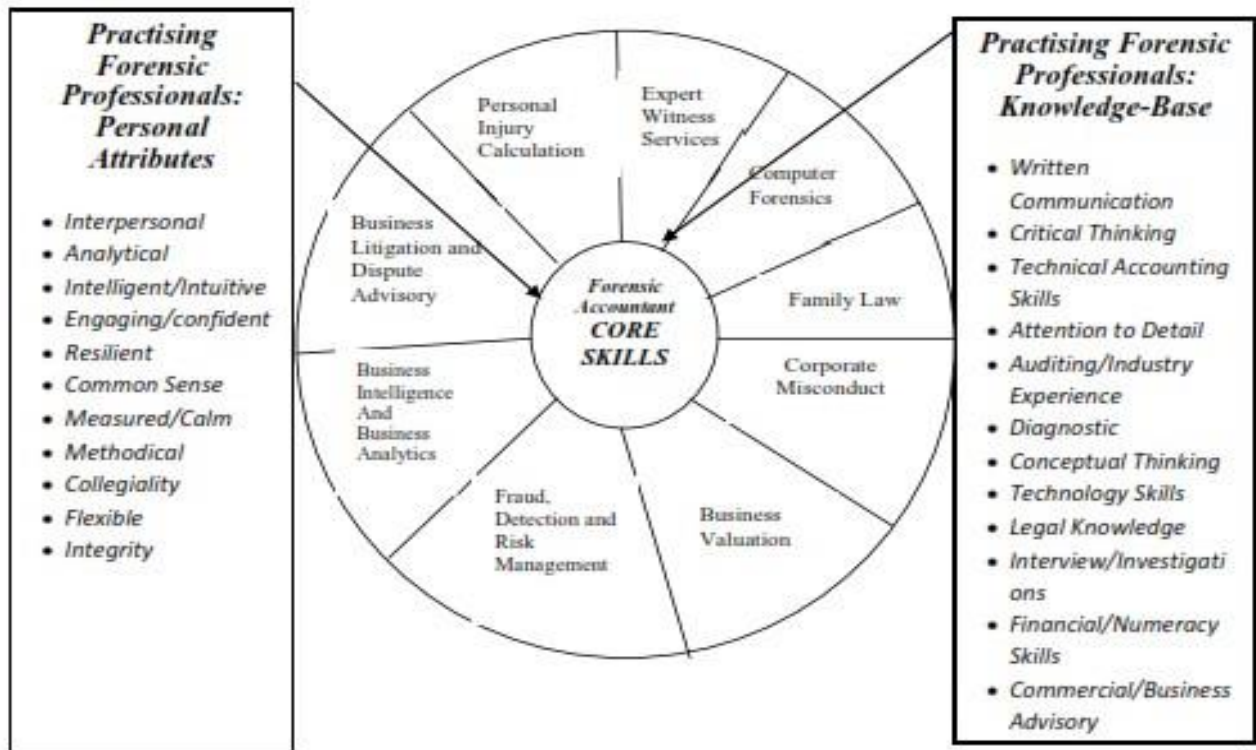 Practising
Forensic
Professionals:
Personal
Attributes
• Interpersonal
• Analytical
• Intelligent/Intuitive
• Engaging/confident
• Resilient
• Common Sense
• Measured/Calm
• Methodical
• Collegiality
• Flexible
• Integrity
Personal
Injury
Calculation
Expert
Witness
Services
Computer
Forensics
Family Law
Corporate
Misconduct
Business
Valuation
Fraud,
Detection and
Risk
Management
Business
Intelligence
And
Business
Analytics
Business
Litigation and
Dispute
Advisory
Forensic
Accountant
CORE
SKILLS
Practising Forensic
Professionals:
Knowledge-Base
• Written
Communication
• Critical Thinking
• Technical Accounting
Skills
• Attention to Detail
• Auditing/Industry
Experience
• Diagnostic
• Conceptual Thinking
• Technology Skills
• Legal Knowledge
• Interview/Investigati
ons
• Financial/Numeracy
Skills
• Commercial/Business
Advisory